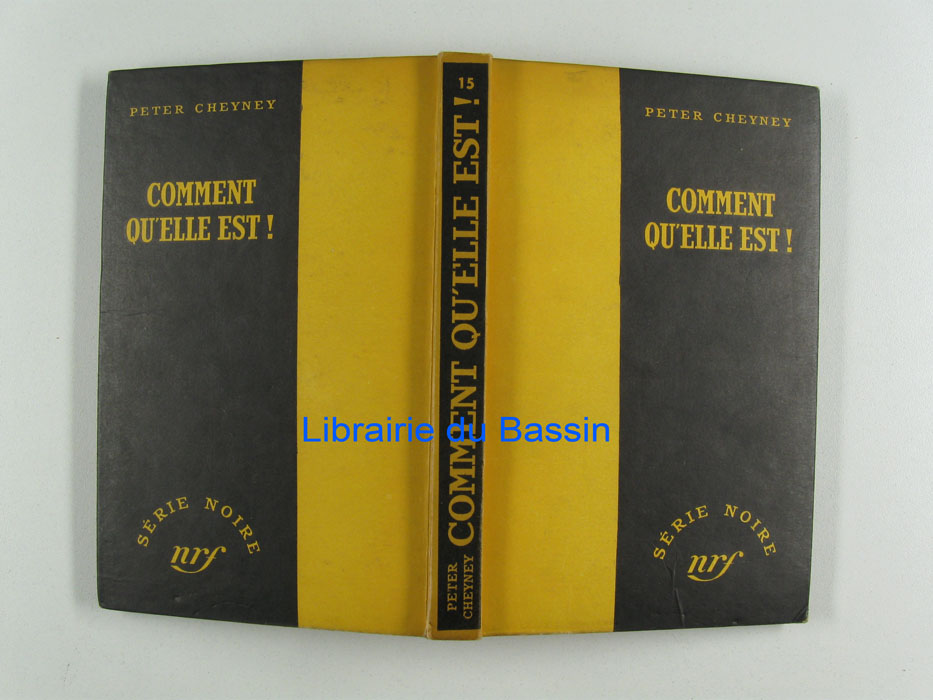 PETER CHEYNEY
COMMENT
QU'ELLE EST !
SÉRIE NOIRE
nrf
15
COMMENT QU'ELLE EST !
PETER
CHEYNEY
PETER CHEYNEY
COMMENT
QU'ELLE EST !
SÉRIE NOIRE
nrf
Librairie du Bassin